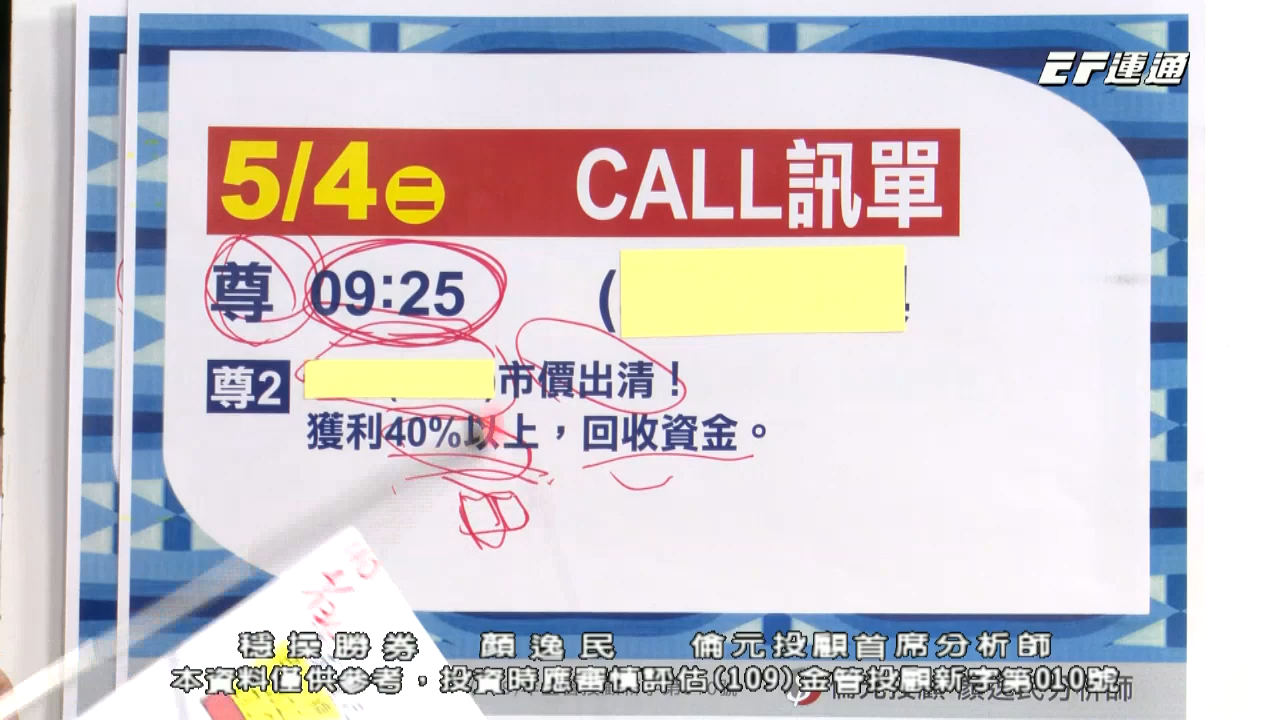 EF運通
5/4㊁ CALL訊單
尊 09:25 (
尊2 市價出清！
獲利40%以上，回收資金。
穩操勝券 顏逸民 倫元投顧首席分析師
本資料僅供參考，投資時應審慎評估(109)金管投顧新字第010號